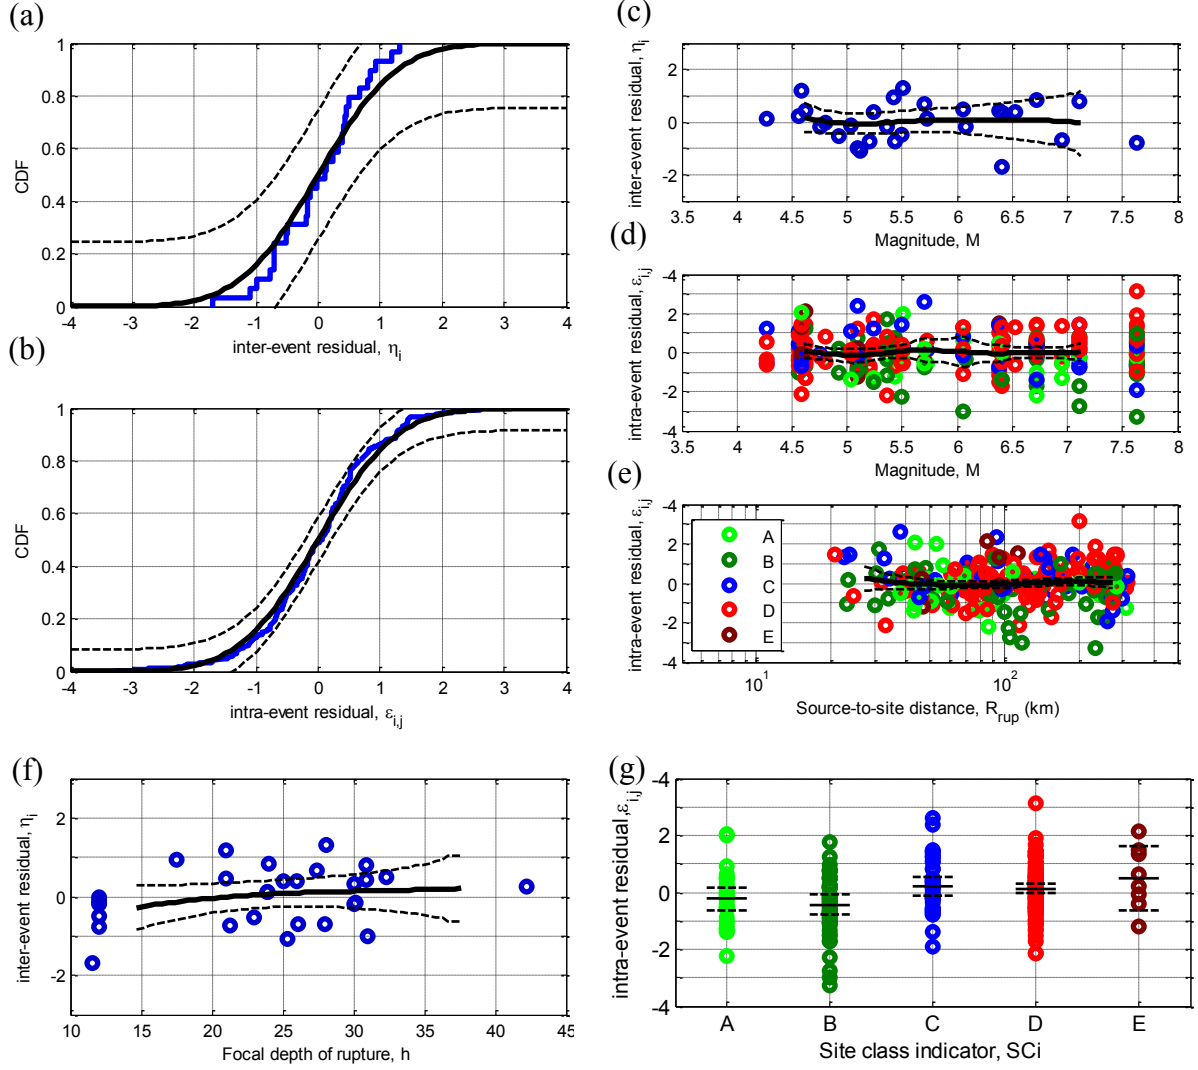 (a)
1
0.8
0.6
0.4
0.2
0
CDF
-4 -3 -2 -1 0 1 2 3 4
inter-event residual, ηi
(b)
1
0.8
0.6
0.4
0.2
0
CDF
-4 -3 -2 -1 0 1 2 3 4
intra-event residual, εi,j
(c)
2
0
-2
inter-event residual, ηi
3.5 4 4.5 5 5.5 6 6.5 7 7.5 8
Magnitude, M
(d)
-4
2
0
-2
-4
intra-event residual, εi,j
3.5 4 4.5 5 5.5 6 6.5 7 7.5 8
Magnitude, M
(e)
-4
2
0
-2
-4
intra-event residual, εi,j
A
B
C
D
E
10^1 10^2
Source-to-site distance, Rrup (km)
(f)
2
0
-2
inter-event residual, ηi
10 15 20 25 30 35 40 45
Focal depth of rupture, h
(g)
-4
2
0
-2
-4
intra-event residual,εi,j
A B C D E
Site class indicator, SCi